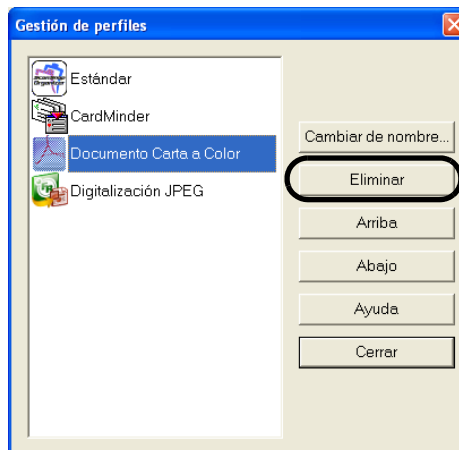 Gestión de perfiles
Estándar
CardMinder
Documento Carta a Color
Digitalización JPEG
Cambiar de nombre...
Eliminar
Arriba
Abajo
Ayuda
Cerrar